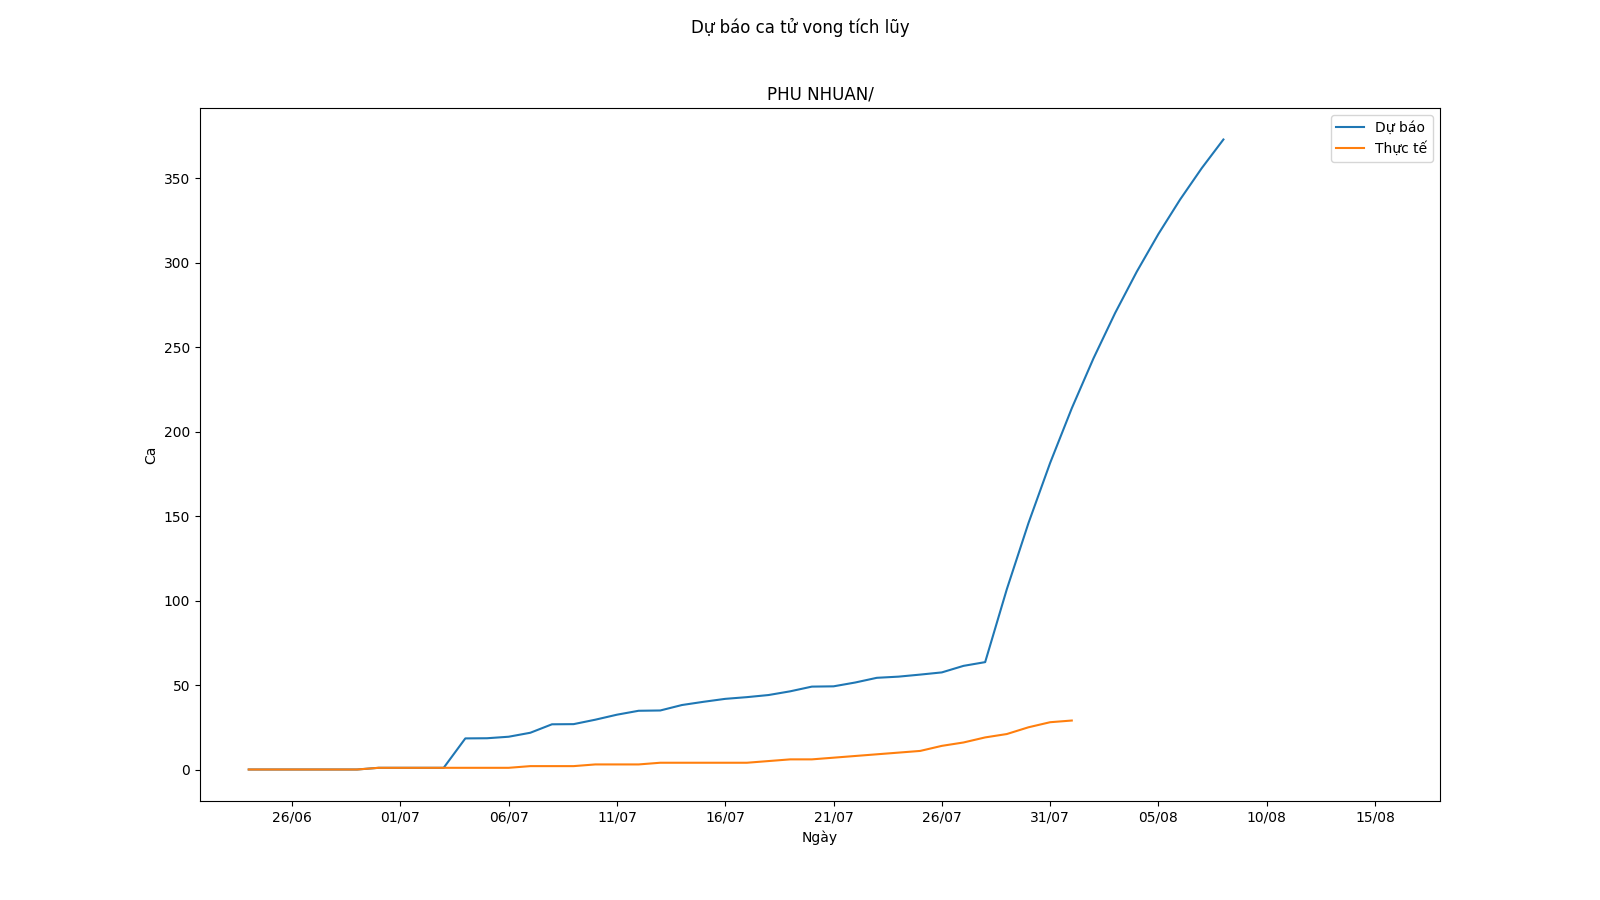 Dự báo ca tử vong tích lũy
PHU NHUAN/
Dự báo
Thực tế
350
300
250
200
150
100
50
0
Ca
26/06 01/07 06/07 11/07 16/07 21/07 26/07 31/07 05/08 10/08 15/08
Ngày